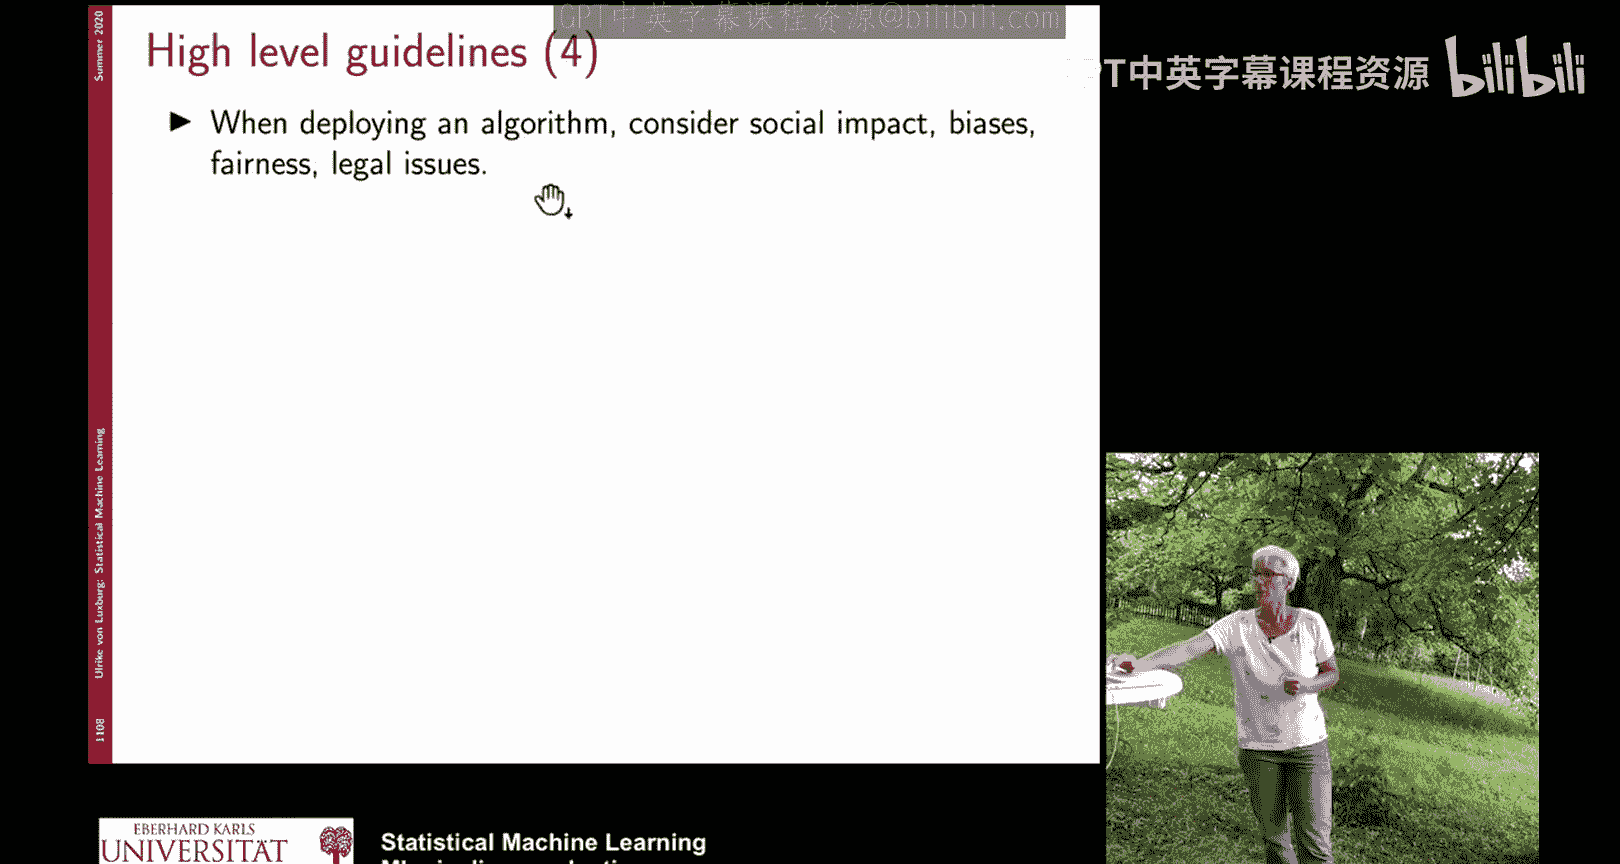 GPT中英字幕课程资源@bilibili.com
High level guidelines (4)
T中英字幕课程资源 bilibili
► When deploying an algorithm, consider social impact, biases,
fairness, legal issues.
Summer 2020
Ulrike von Luxburg: Statistical Machine Learning
1108
EBERHARD KARLS
UNIVERSITÄT
Statistical Machine Learning